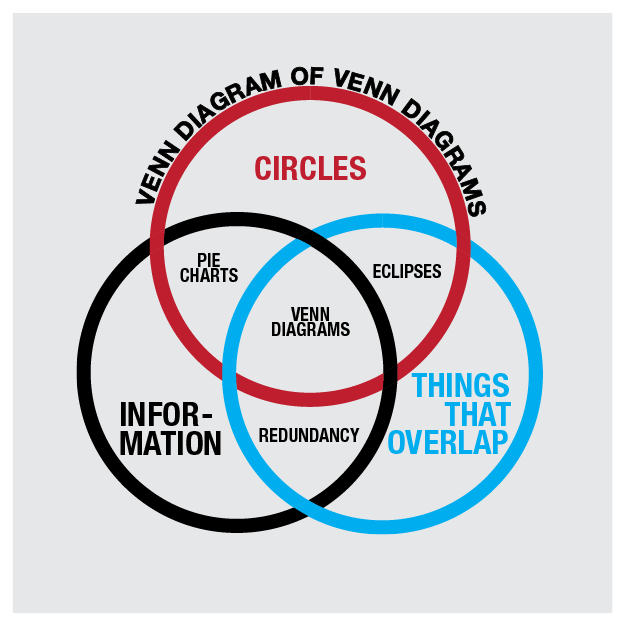 VENN DIAGRAM OF VENN DIAGRAMS
CIRCLES
PIE
CHARTS
ECLIPSES
VENN
DIAGRAMS
INFOR-
MATION
THINGS
THAT
OVERLAP
REDUNDANCY